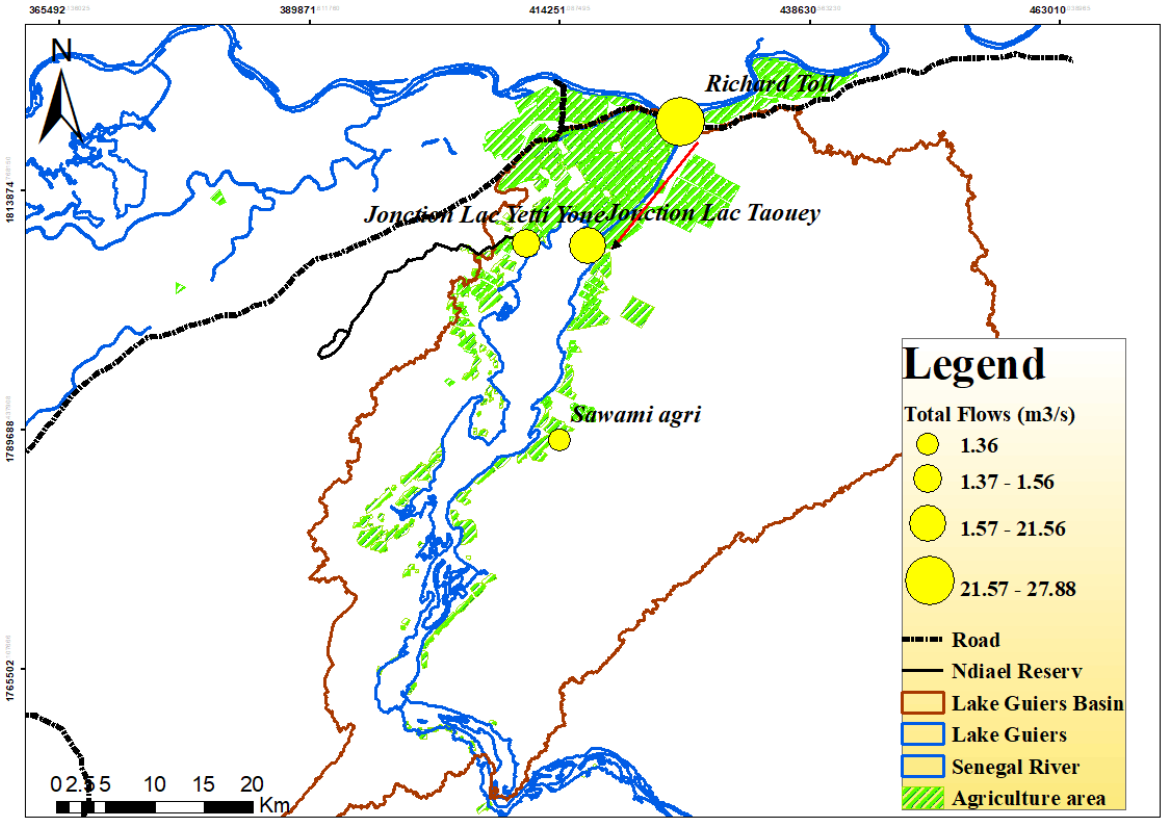 365492
389871
414251
438630
463010
N
Richard Toll
1813874
Jonction Lac Yetti Yone
Jonction Lac Taouey
1789688
Sawami agri
1765502
0 2.5 5 10 15 20
Km
Legend
Total Flows (m3/s)
1.36
1.37 - 1.56
1.57 - 21.56
21.57 - 27.88
Road
Ndiael Reserv
Lake Guiers Basin
Lake Guiers
Senegal River
Agriculture area